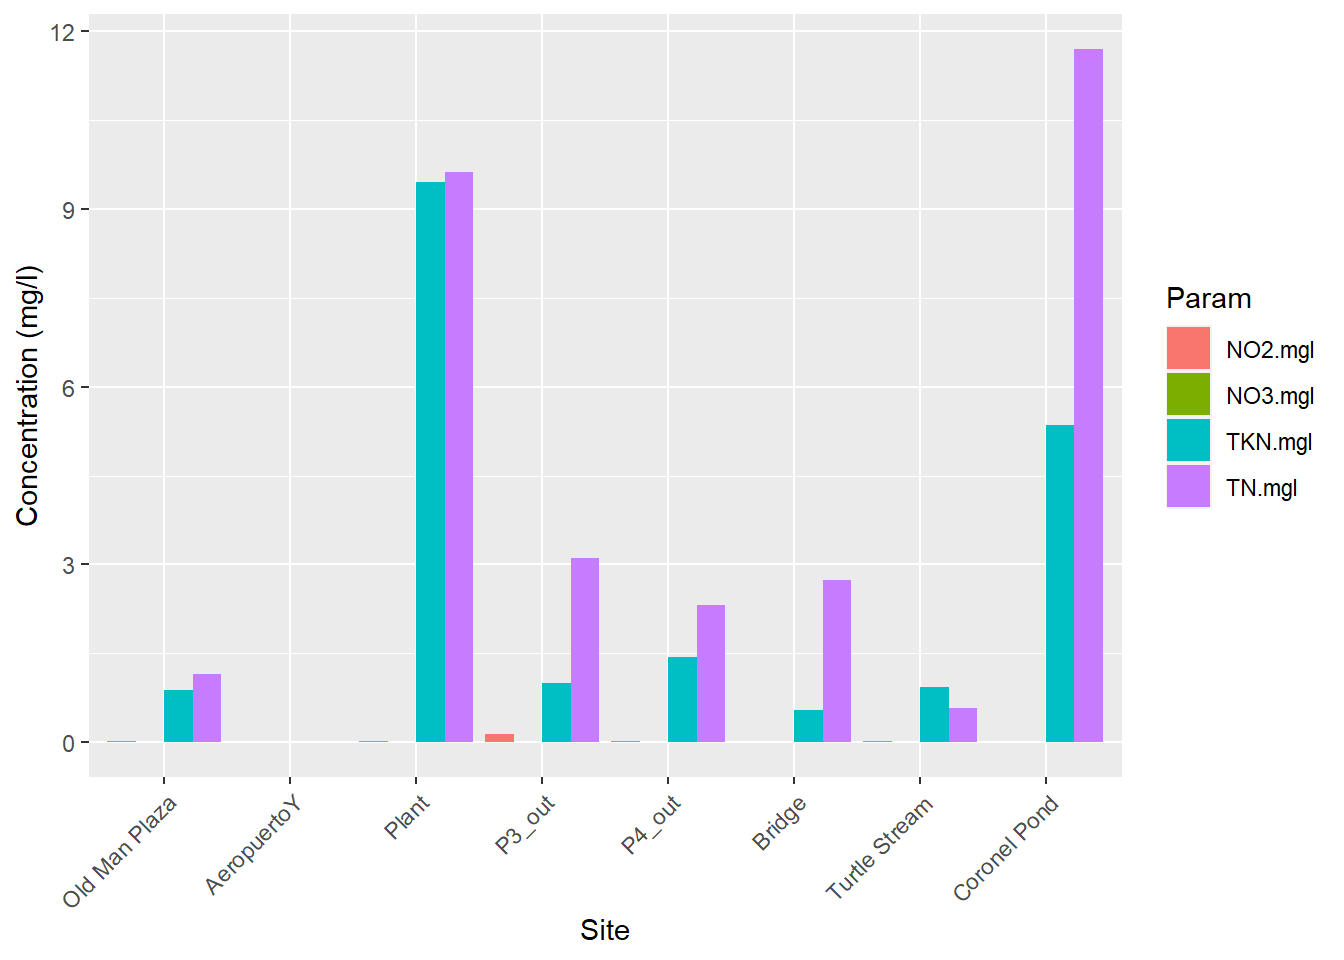 12
9
6
3
0
Concentration (mg/l)
Old Man Plaza
AeropuertoY
Plant
P3_out
P4_out
Bridge
Turtle Stream
Coronel Pond
Site
Param
NO2.mgl
NO3.mgl
TKN.mgl
TN.mgl